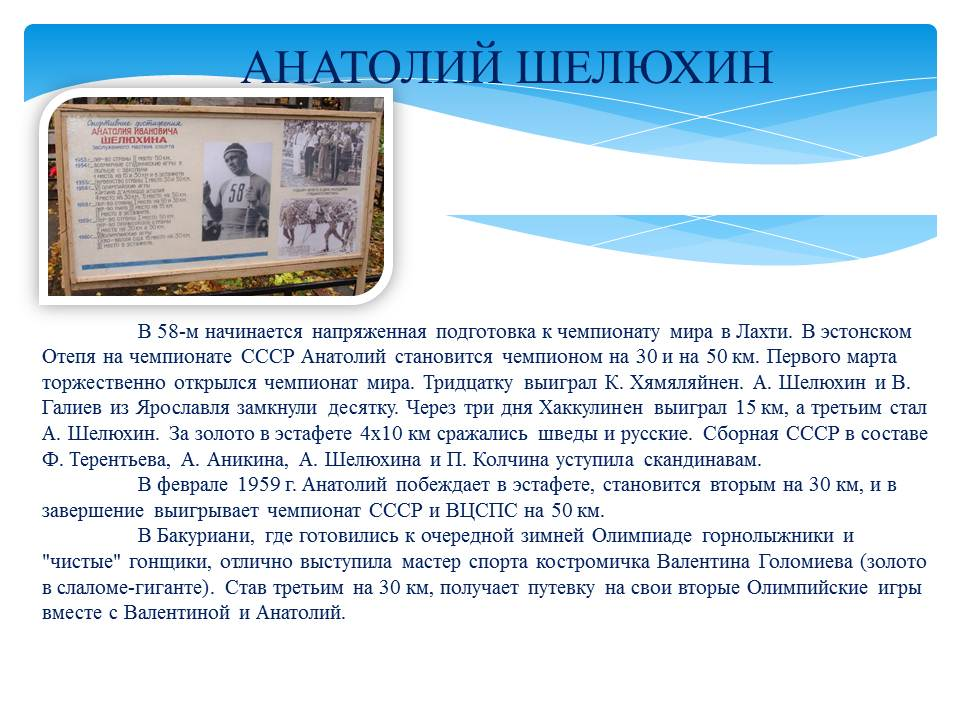 АНАТОЛИЙ ШЕЛЮХИН
Спортивные достижения
АНАТОЛИЯ ИВАНОВИЧА
ШЕЛЮХИНА
заслуженного мастера спорта
58
В 58-м начинается напряженная подготовка к чемпионату мира в Лахти. В эстонском
Отепя на чемпионате СССР Анатолий становится чемпионом на 30 и на 50 км. Первого марта
торжественно открылся чемпионат мира. Тридцатку выиграл К. Хямяляйнен. А. Шелюхин и В.
Галиев из Ярославля замкнули десятку. Через три дня Хаккулинен выиграл 15 км, а третьим стал
А. Шелюхин. За золото в эстафете 4х10 км сражались шведы и русские. Сборная СССР в составе
Ф. Терентьева, А. Аникина, А. Шелюхина и П. Колчина уступила скандинавам.
В феврале 1959 г. Анатолий побеждает в эстафете, становится вторым на 30 км, и в
завершение выигрывает чемпионат СССР и ВЦСПС на 50 км.
В Бакуриани, где готовились к очередной зимней Олимпиаде горнолыжники и
"чистые" гонщики, отлично выступила мастер спорта костромичка Валентина Голомиева (золото
в слаломе-гиганте). Став третьим на 30 км, получает путевку на свои вторые Олимпийские игры
вместе с Валентиной и Анатолий.